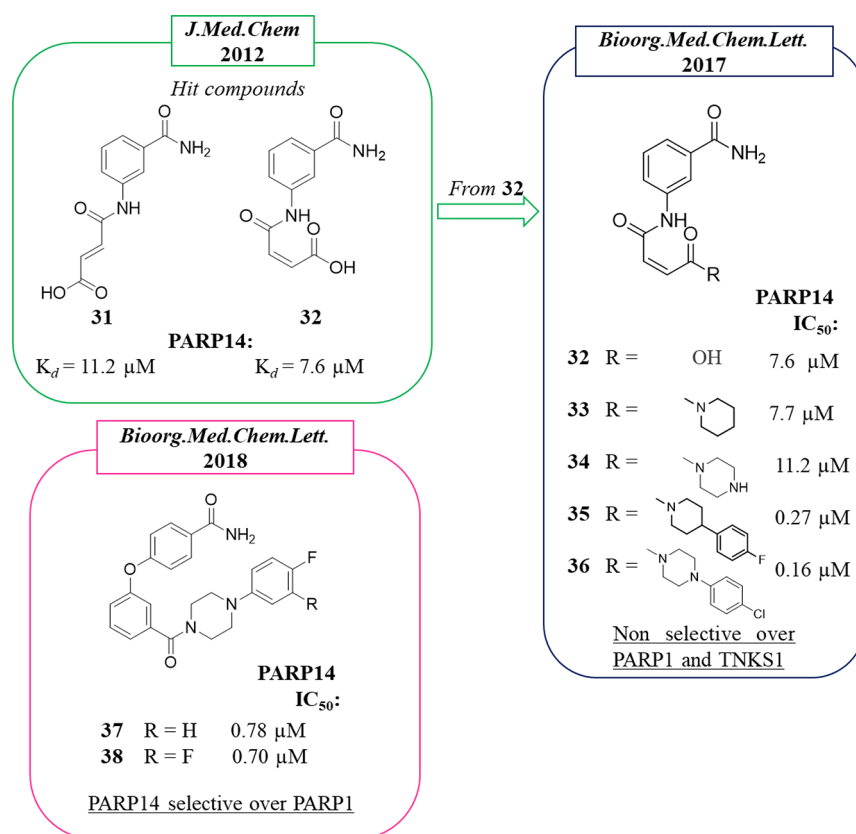 J.Med.Chem
2012
Hit compounds
O
NH2
NH
O
HO
O
31
O
NH2
NH
O
O
OH
32
PARP14:
Kd = 11.2 µM
Kd = 7.6 µM
From 32
Bioorg.Med.Chem.Lett.
2017
O
NH2
NH
O
O
R
PARP14
IC50:
32 R = OH 7.6 µM
33 R = N 7.7 µM
34 R = N NH 11.2 µM
35 R = N F 0.27 µM
36 R = N N Cl 0.16 µM
Non selective over
PARP1 and TNKS1
Bioorg.Med.Chem.Lett.
2018
O
NH2
O
F
N
R
N
O
PARP14
IC50:
37 R = H 0.78 µM
38 R = F 0.70 µM
PARP14 selective over PARP1